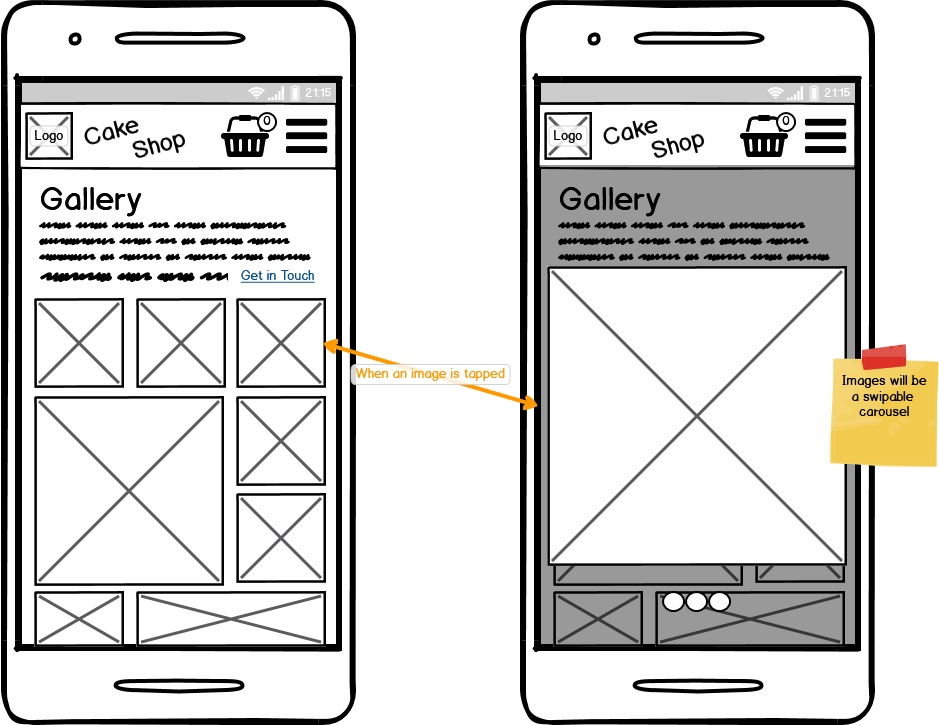 21:15
Logo
Cake
Shop
0
Gallery
Get in Touch
When an image is tapped
21:15
Logo
Cake
Shop
0
Gallery
Images will be
a swipable
carousel